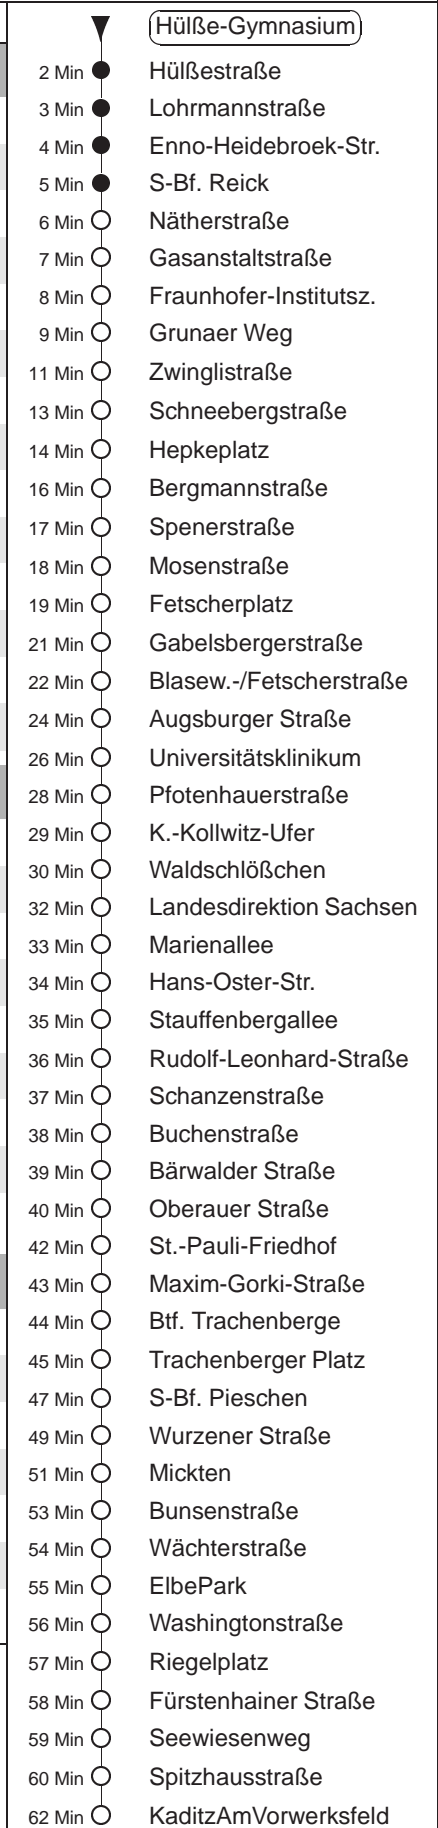 Hülße-Gymnasium
2 Min Hülßestraße
3 Min Lohrmannstraße
4 Min Enno-Heidebroek-Str.
5 Min S-Bf. Reick
6 Min Nätherstraße
7 Min Gasanstaltstraße
8 Min Fraunhofer-Institutsz.
9 Min Grunaer Weg
11 Min Zwinglistraße
13 Min Schneebergstraße
14 Min Hepkeplatz
16 Min Bergmannstraße
17 Min Spenerstraße
18 Min Mosenstraße
19 Min Fetscherplatz
21 Min Gabelsbergerstraße
22 Min Blasew.-/Fetscherstraße
24 Min Augsburger Straße
26 Min Universitätsklinikum
28 Min Pfotenhauerstraße
29 Min K.-Kollwitz-Ufer
30 Min Waldschlößchen
32 Min Landesdirektion Sachsen
33 Min Marienallee
34 Min Hans-Oster-Str.
35 Min Stauffenbergallee
36 Min Rudolf-Leonhard-Straße
37 Min Schanzenstraße
38 Min Buchenstraße
39 Min Bärwalder Straße
40 Min Oberauer Straße
42 Min St.-Pauli-Friedhof
43 Min Maxim-Gorki-Straße
44 Min Btf. Trachenberge
45 Min Trachenberger Platz
47 Min S-Bf. Pieschen
49 Min Wurzener Straße
51 Min Mickten
53 Min Bunsenstraße
54 Min Wächterstraße
55 Min ElbePark
56 Min Washingtonstraße
57 Min Riegelplatz
58 Min Fürstenhainer Straße
59 Min Seewiesenweg
60 Min Spitzhausstraße
62 Min KaditzAmVorwerksfeld